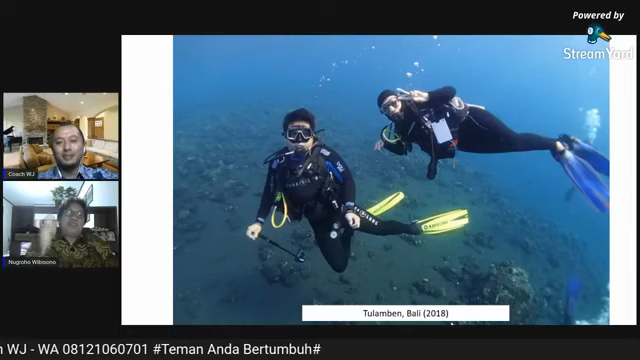 Powered by
StreamYard
Coach WJ
Nugroho Wibisono
Tulamben, Bali (2018)
WJ - WA 08121060701 #Teman Anda Bertumbuh#